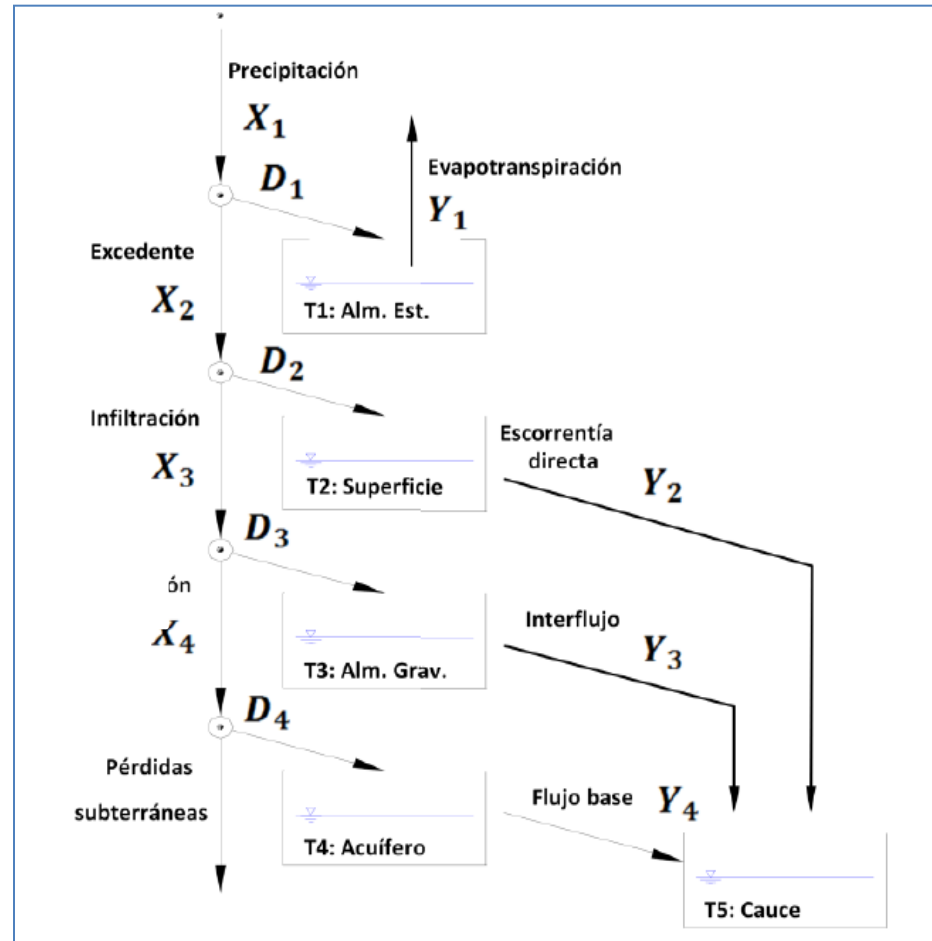 Precipitación
X₁
D₁
Evapotranspiración
Y₁
Excedente
X₂
T1: Alm. Est.
D₂
Infiltración
X₃
T2: Superficie
Escorrentía
directa
Y₂
D₃
ón
X₄
T3: Alm. Grav.
Interflujo
Y₃
D₄
Pérdidas
subterráneas
T4: Acuífero
Flujo base
Y₄
T5: Cauce